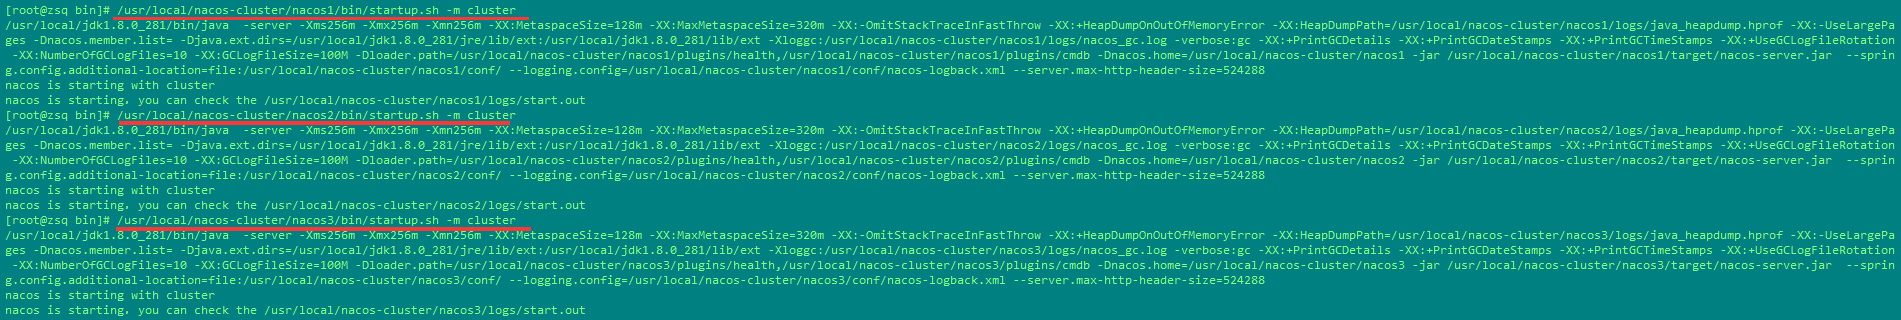 [root@zsq bin]# /usr/local/nacos-cluster/nacos1/bin/startup.sh -m cluster
/usr/local/jdk1.8.0_281/bin/java  -server -Xms256m -Xmx256m -Xmn256m -XX:MetaspaceSize=128m -XX:MaxMetaspaceSize=320m -XX:-OmitStackTraceInFastThrow -XX:+HeapDumpOnOutOfMemoryError -XX:HeapDumpPath=/usr/local/nacos-cluster/nacos1/logs/java_heapdump.hprof -XX:-UseLargePa
ges -Dnacos.member.list= -Djava.ext.dirs=/usr/local/jdk1.8.0_281/jre/lib/ext:/usr/local/jdk1.8.0_281/lib/ext -Xloggc:/usr/local/nacos-cluster/nacos1/logs/nacos_gc.log -verbose:gc -XX:+PrintGCDetails -XX:+PrintGCDateStamps -XX:+PrintGCTimeStamps -XX:+UseGCLogFileRotation
 -XX:NumberOfGCLogFiles=10 -XX:GCLogFileSize=100M -Dloader.path=/usr/local/nacos-cluster/nacos1/plugins/health,/usr/local/nacos-cluster/nacos1/plugins/cmdb -Dnacos.home=/usr/local/nacos-cluster/nacos1 -jar /usr/local/nacos-cluster/nacos1/target/nacos-server.jar  --sprin
g.config.additional-location=file:/usr/local/nacos-cluster/nacos1/conf/ --logging.config=/usr/local/nacos-cluster/nacos1/conf/nacos-logback.xml --server.max-http-header-size=524288
nacos is starting with cluster
nacos is starting, you can check the /usr/local/nacos-cluster/nacos1/logs/start.out
[root@zsq bin]# /usr/local/nacos-cluster/nacos2/bin/startup.sh -m cluster
/usr/local/jdk1.8.0_281/bin/java  -server -Xms256m -Xmx256m -Xmn256m -XX:MetaspaceSize=128m -XX:MaxMetaspaceSize=320m -XX:-OmitStackTraceInFastThrow -XX:+HeapDumpOnOutOfMemoryError -XX:HeapDumpPath=/usr/local/nacos-cluster/nacos2/logs/java_heapdump.hprof -XX:-UseLargePa
ges -Dnacos.member.list= -Djava.ext.dirs=/usr/local/jdk1.8.0_281/jre/lib/ext:/usr/local/jdk1.8.0_281/lib/ext -Xloggc:/usr/local/nacos-cluster/nacos2/logs/nacos_gc.log -verbose:gc -XX:+PrintGCDetails -XX:+PrintGCDateStamps -XX:+PrintGCTimeStamps -XX:+UseGCLogFileRotation
 -XX:NumberOfGCLogFiles=10 -XX:GCLogFileSize=100M -Dloader.path=/usr/local/nacos-cluster/nacos2/plugins/health,/usr/local/nacos-cluster/nacos2/plugins/cmdb -Dnacos.home=/usr/local/nacos-cluster/nacos2 -jar /usr/local/nacos-cluster/nacos2/target/nacos-server.jar  --sprin
g.config.additional-location=file:/usr/local/nacos-cluster/nacos2/conf/ --logging.config=/usr/local/nacos-cluster/nacos2/conf/nacos-logback.xml --server.max-http-header-size=524288
nacos is starting with cluster
nacos is starting, you can check the /usr/local/nacos-cluster/nacos2/logs/start.out
[root@zsq bin]# /usr/local/nacos-cluster/nacos3/bin/startup.sh -m cluster
/usr/local/jdk1.8.0_281/bin/java  -server -Xms256m -Xmx256m -Xmn256m -XX:MetaspaceSize=128m -XX:MaxMetaspaceSize=320m -XX:-OmitStackTraceInFastThrow -XX:+HeapDumpOnOutOfMemoryError -XX:HeapDumpPath=/usr/local/nacos-cluster/nacos3/logs/java_heapdump.hprof -XX:-UseLargePa
ges -Dnacos.member.list= -Djava.ext.dirs=/usr/local/jdk1.8.0_281/jre/lib/ext:/usr/local/jdk1.8.0_281/lib/ext -Xloggc:/usr/local/nacos-cluster/nacos3/logs/nacos_gc.log -verbose:gc -XX:+PrintGCDetails -XX:+PrintGCDateStamps -XX:+PrintGCTimeStamps -XX:+UseGCLogFileRotation
 -XX:NumberOfGCLogFiles=10 -XX:GCLogFileSize=100M -Dloader.path=/usr/local/nacos-cluster/nacos3/plugins/health,/usr/local/nacos-cluster/nacos3/plugins/cmdb -Dnacos.home=/usr/local/nacos-cluster/nacos3 -jar /usr/local/nacos-cluster/nacos3/target/nacos-server.jar  --sprin
g.config.additional-location=file:/usr/local/nacos-cluster/nacos3/conf/ --logging.config=/usr/local/nacos-cluster/nacos3/conf/nacos-logback.xml --server.max-http-header-size=524288
nacos is starting with cluster
nacos is starting, you can check the /usr/local/nacos-cluster/nacos3/logs/start.out